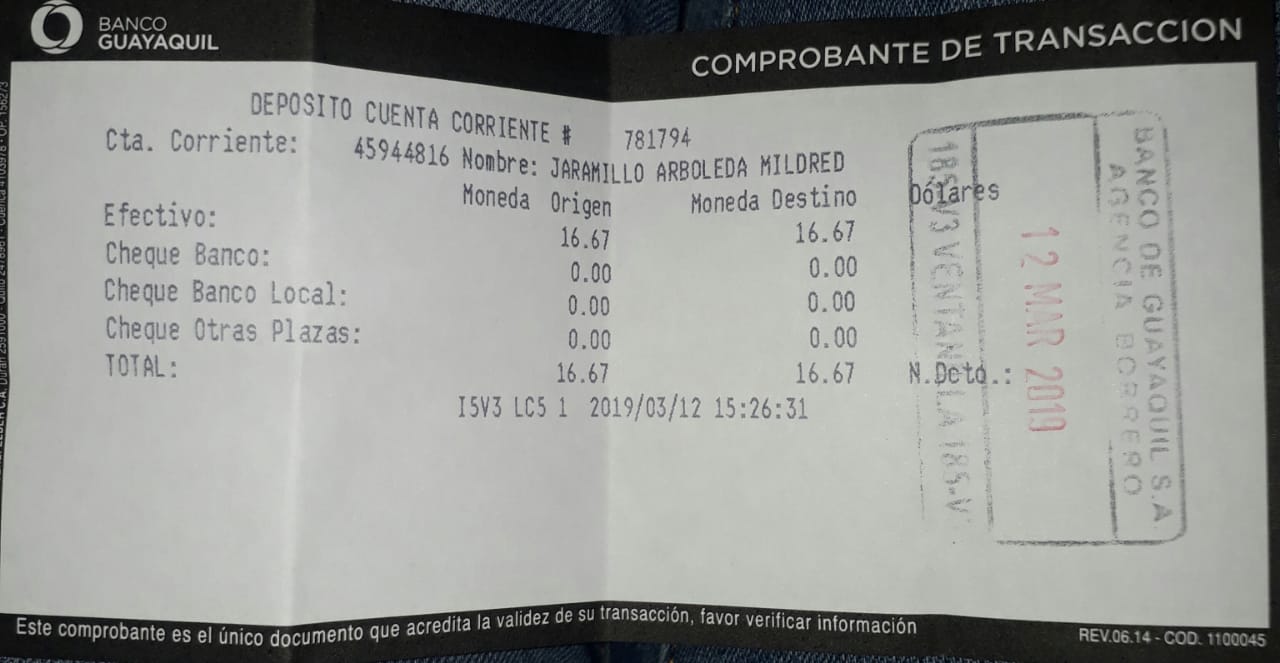 BANCO
GUAYAQUIL
COMPROBANTE DE TRANSACCION
DEPOSITO CUENTA CORRIENTE # 781794
Cta. Corriente: 45944816 Nombre: JARAMILLO ARBOLEDA MILDRED
Moneda Origen Moneda Destino Dólares
Efectivo: 16.67 16.67
Cheque Banco: 0.00 0.00
Cheque Banco Local: 0.00 0.00
Cheque Otras Plazas: 0.00 0.00
TOTAL: 16.67 16.67 N.Dcto.:
I5V3 LC5 1 2019/03/12 15:26:31
BANCO DE GUAYAQUIL S.A
AGENCIA BORRERO
12 MAR 2019
185-V3 VENTANILLA 185-V
Este comprobante es el único documento que acredita la validez de su transacción, favor verificar información
REV.06.14 - COD. 1100045